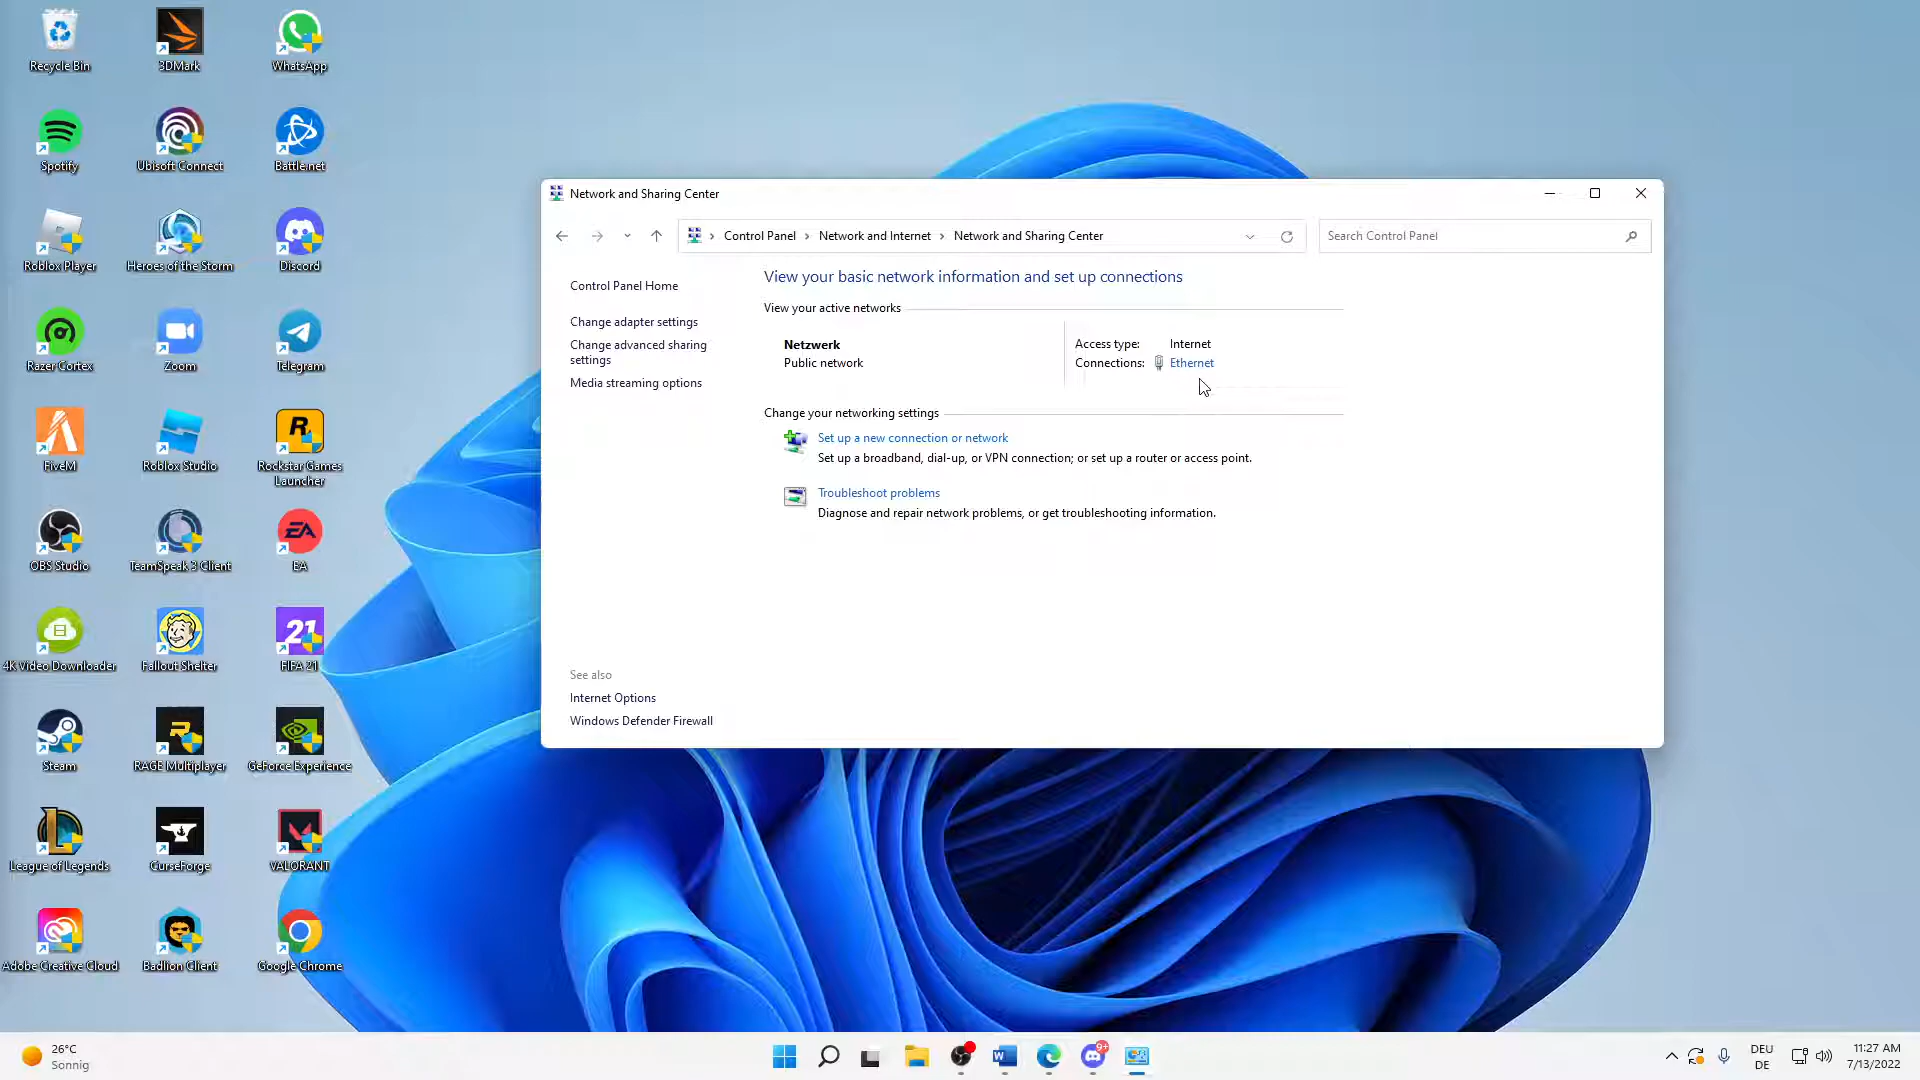 Recycle Bin
3DMark
WhatsApp
Spotify
Ubisoft Connect
Battle.net
Roblox Player
Heroes of the Storm
Discord
Razer Cortex
Zoom
Telegram
FiveM
Roblox Studio
Rockstar Games
Launcher
OBS Studio
TeamSpeak 3 Client
EA
4K Video Downloader
Fallout Shelter
FIFA 21
Steam
RAGE Multiplayer
GeForce Experience
League of Legends
CurseForge
VALORANT
Adobe Creative Cloud
Badlion Client
Google Chrome
Network and Sharing Center
Control Panel > Network and Internet > Network and Sharing Center
Search Control Panel
Control Panel Home
Change adapter settings
Change advanced sharing
settings
Media streaming options
See also
Internet Options
Windows Defender Firewall
View your basic network information and set up connections
View your active networks
Netzwerk
Public network
Access type: Internet
Connections: Ethernet
Change your networking settings
Set up a new connection or network
Set up a broadband, dial-up, or VPN connection; or set up a router or access point.
Troubleshoot problems
Diagnose and repair network problems, or get troubleshooting information.
26°C
Sonnig
9+
DEU
DE
11:27 AM
7/13/2022